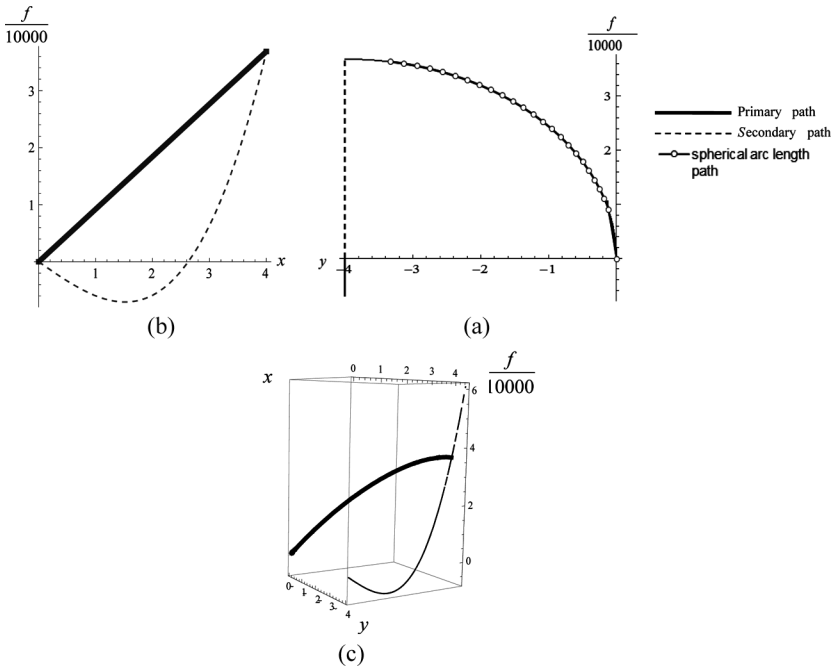 f
10000
3
2
1
1 2 3 4 x
(b)
f
10000
3
2
y -4 -3 -2 -1
(a)
Primary path
Secondary path
spherical arc length
path
x
0 1 2 3 4
f
10000
6
4
2
0
0 1 2 3 4
y
(c)